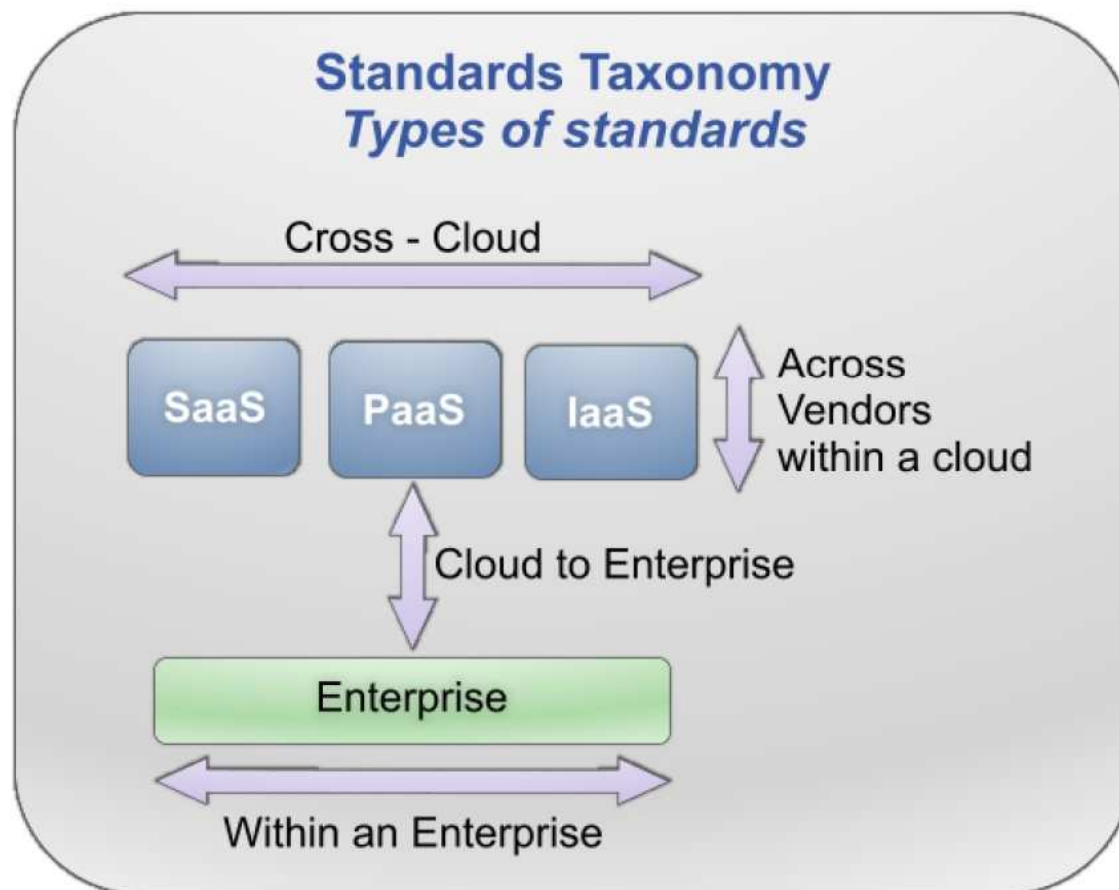 Standards Taxonomy
Types of standards
Cross - Cloud
SaaS
PaaS
IaaS
Across
Vendors
within a cloud
Cloud to Enterprise
Enterprise
Within an Enterprise